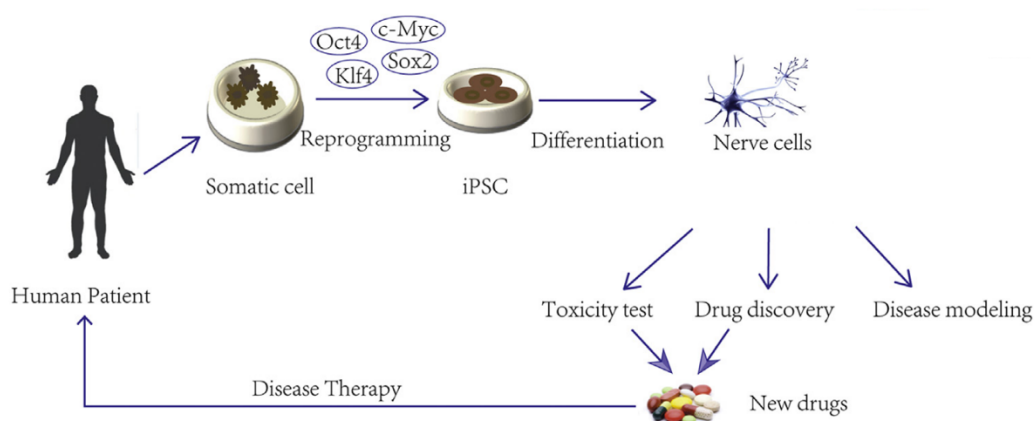 Oct4
c-Myc
Klf4
Sox2
Reprogramming
Differentiation
Nerve cells
Somatic cell
iPSC
Human Patient
Toxicity test
Drug discovery
Disease modeling
Disease Therapy
New drugs